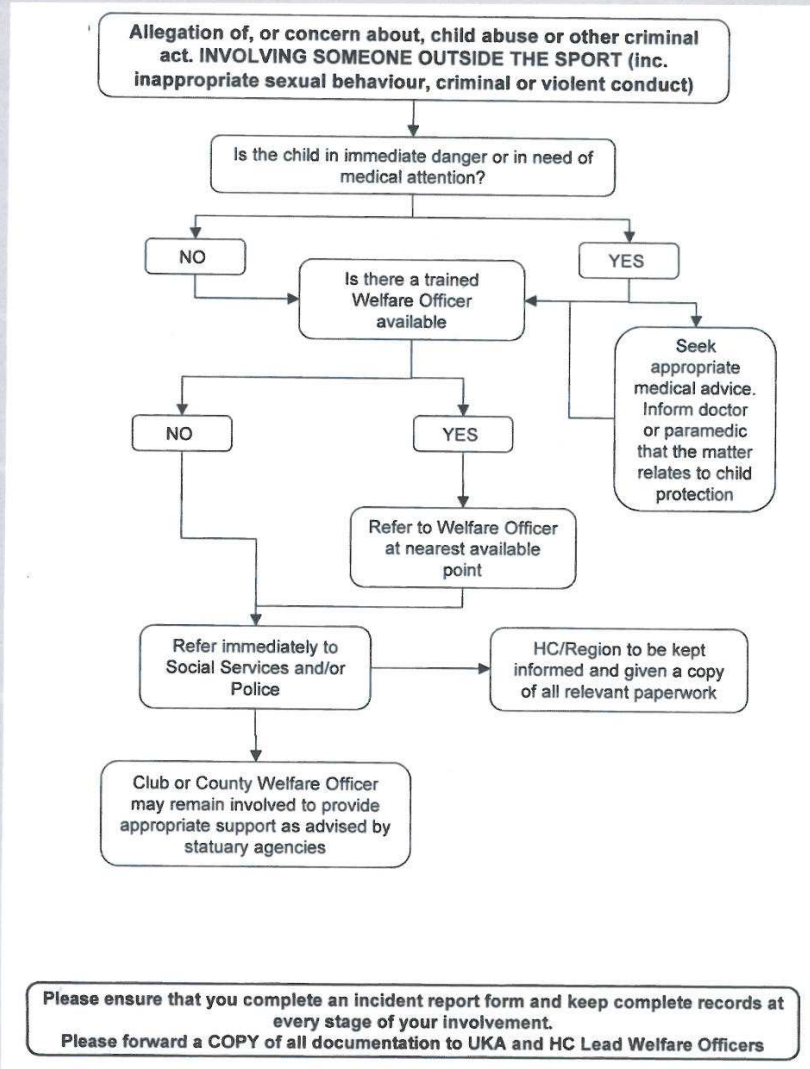 Allegation of, or concern about, child abuse or other criminal
act. INVOLVING SOMEONE OUTSIDE THE SPORT (inc.
inappropriate sexual behaviour, criminal or violent conduct)
Is the child in immediate danger or in need of
medical attention?
NO
YES
Is there a trained
Welfare Officer
available
Seek
appropriate
medical advice.
Inform doctor
or paramedic
that the matter
relates to child
protection
NO
YES
Refer to Welfare Officer
at nearest available
point
Refer immediately to
Social Services and/or
Police
HC/Region to be kept
informed and given a copy
of all relevant paperwork
Club or County Welfare Officer
may remain involved to provide
appropriate support as advised by
statuary agencies
Please ensure that you complete an incident report form and keep complete records at
every stage of your involvement.
Please forward a COPY of all documentation to UKA and HC Lead Welfare Officers